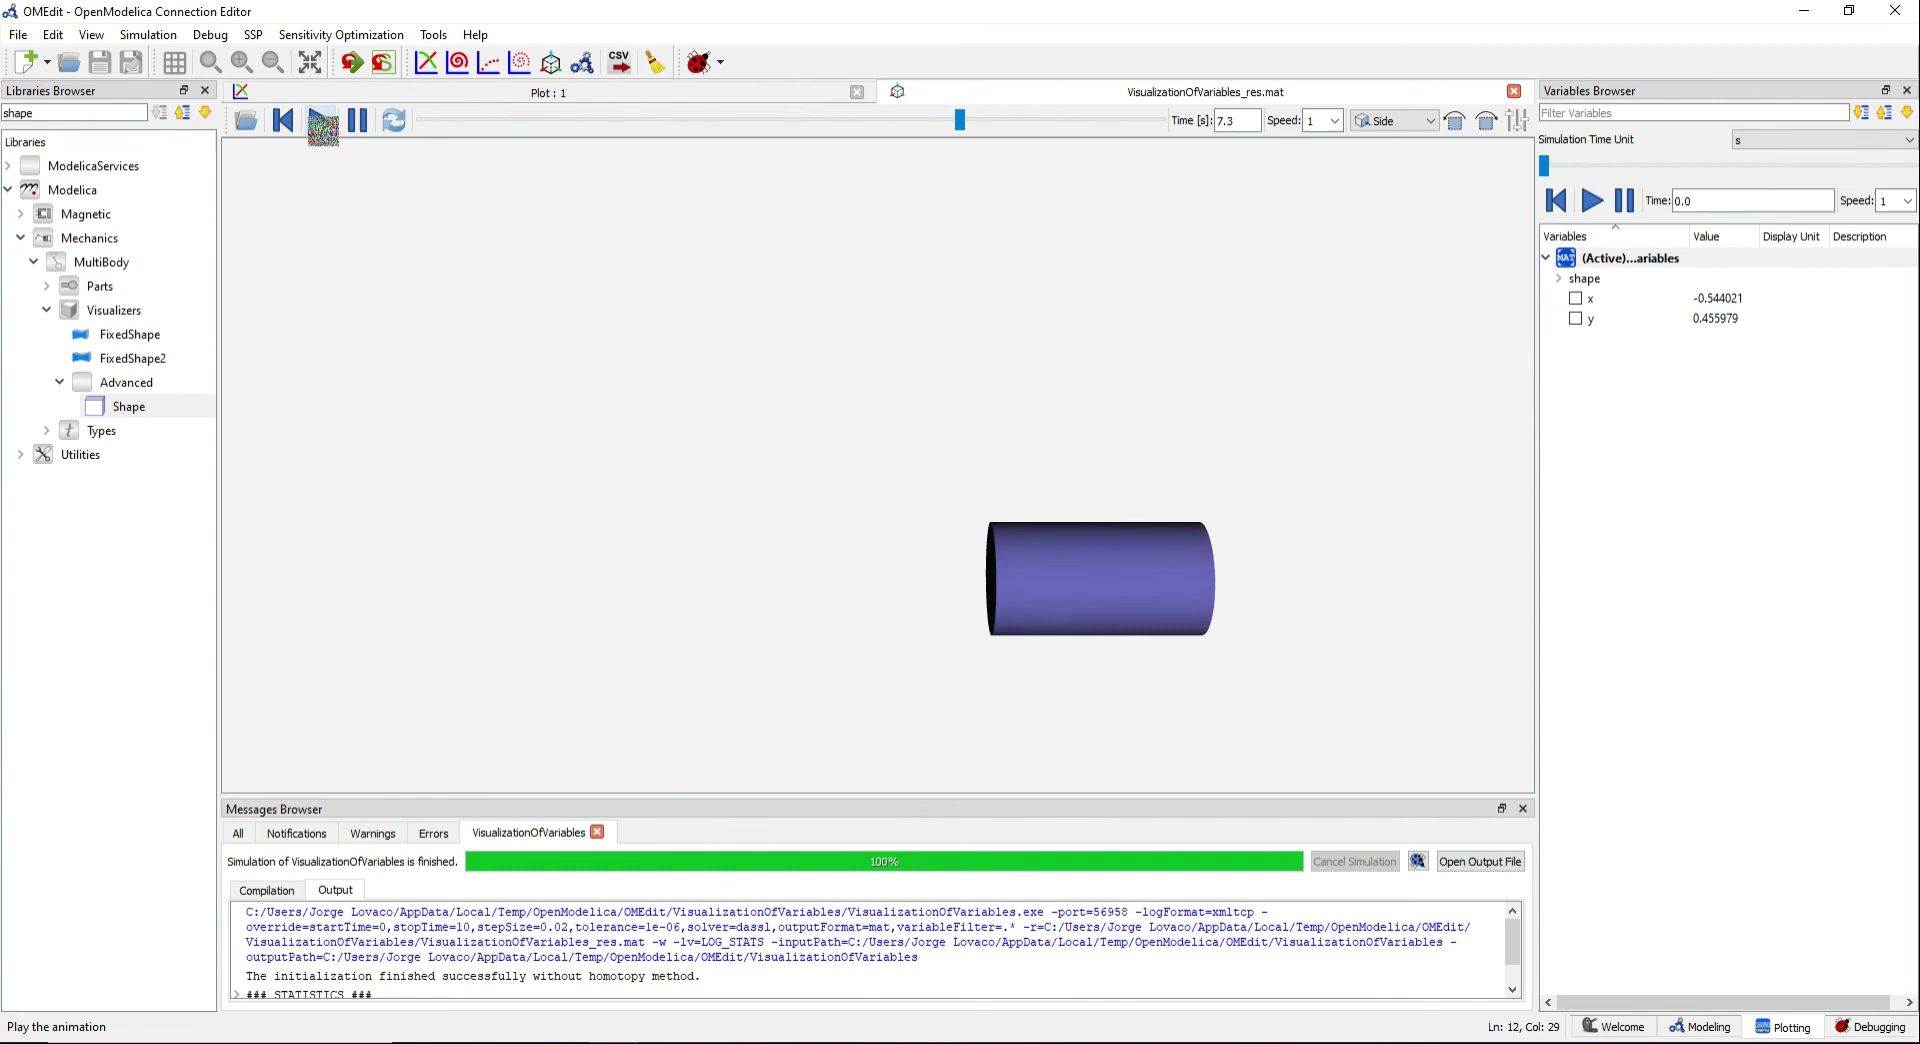 OMEdit - OpenModelica Connection Editor
File Edit View Simulation Debug SSP Sensitivity Optimization Tools Help
CSV
Libraries Browser
shape
Libraries
ModelicaServices
Modelica
Magnetic
Mechanics
MultiBody
Parts
Visualizers
FixedShape
FixedShape2
Advanced
Shape
Types
Utilities
Plot : 1
VisualizationOfVariables_res.mat
Time [s]: 7.3 Speed: 1 Side
Variables Browser
Filter Variables
Simulation Time Unit s
Time: 0.0 Speed: 1
Variables Value Display Unit Description
MAT (Active)...ariables
shape
x -0.544021
y 0.455979
Messages Browser
All Notifications Warnings Errors VisualizationOfVariables
Simulation of VisualizationOfVariables is finished. 100% Cancel Simulation Open Output File
Compilation Output
C:/Users/Jorge Lovaco/AppData/Local/Temp/OpenModelica/OMEdit/VisualizationOfVariables/VisualizationOfVariables.exe -port=56958 -logFormat=xmltcp -
override=startTime=0,stopTime=10,stepSize=0.02,tolerance=1e-06,solver=dassl,outputFormat=mat,variableFilter=.* -r=C:/Users/Jorge Lovaco/AppData/Local/Temp/OpenModelica/OMEdit/
VisualizationOfVariables/VisualizationOfVariables_res.mat -w -lv=LOG_STATS -inputPath=C:/Users/Jorge Lovaco/AppData/Local/Temp/OpenModelica/OMEdit/VisualizationOfVariables -
outputPath=C:/Users/Jorge Lovaco/AppData/Local/Temp/OpenModelica/OMEdit/VisualizationOfVariables
The initialization finished successfully without homotopy method.
### STATISTICS ###
Play the animation
Ln: 12, Col: 29 Welcome Modeling Plotting Debugging